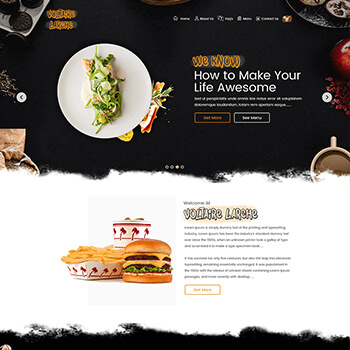 VOLTAIRE
LARCHE
Home
About Us
Faq's
Menu
Contact Us
We KNOW
How to Make Your
Life Awesome
Sed ut perspiciatis unde omnis iste natus error sit voluptatem
doloremque laudantium, totam rem aperiam eaque......
Get More
See Menu
Welcome At
VOLTAIRE LARCHE
Lorem Ipsum is simply dummy text of the printing and typesetting
industry. Lorem Ipsum has been the industry's standard dummy text
ever since the 1500s, when an unknown printer took a galley of type
and scrambled it to make a type specimen book......
It has survived not only five centuries, but also the leap into electronic
typesetting, remaining essentially unchanged. It was popularised in
the 1960s with the release of Letraset sheets containing Lorem Ipsum
passages, and more recently with desktop......
Get More